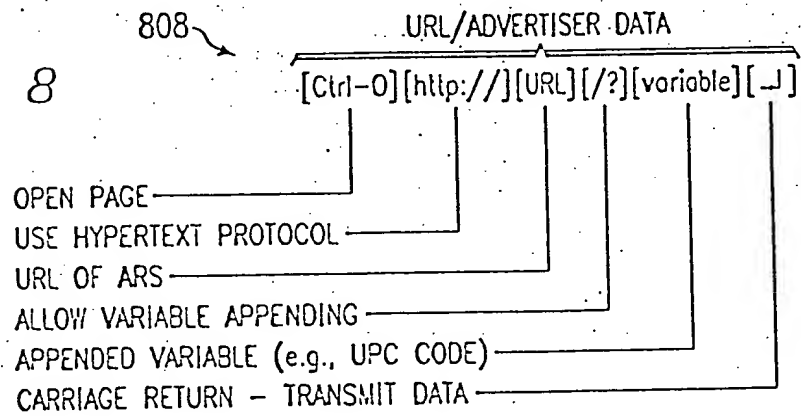 808
URL/ADVERTISER DATA
8
[Ctrl-O][http://][URL][/?][variable][↵]
OPEN PAGE
USE HYPERTEXT PROTOCOL
URL OF ARS
ALLOW VARIABLE APPENDING
APPENDED VARIABLE (e.g., UPC CODE)
CARRIAGE RETURN – TRANSMIT DATA